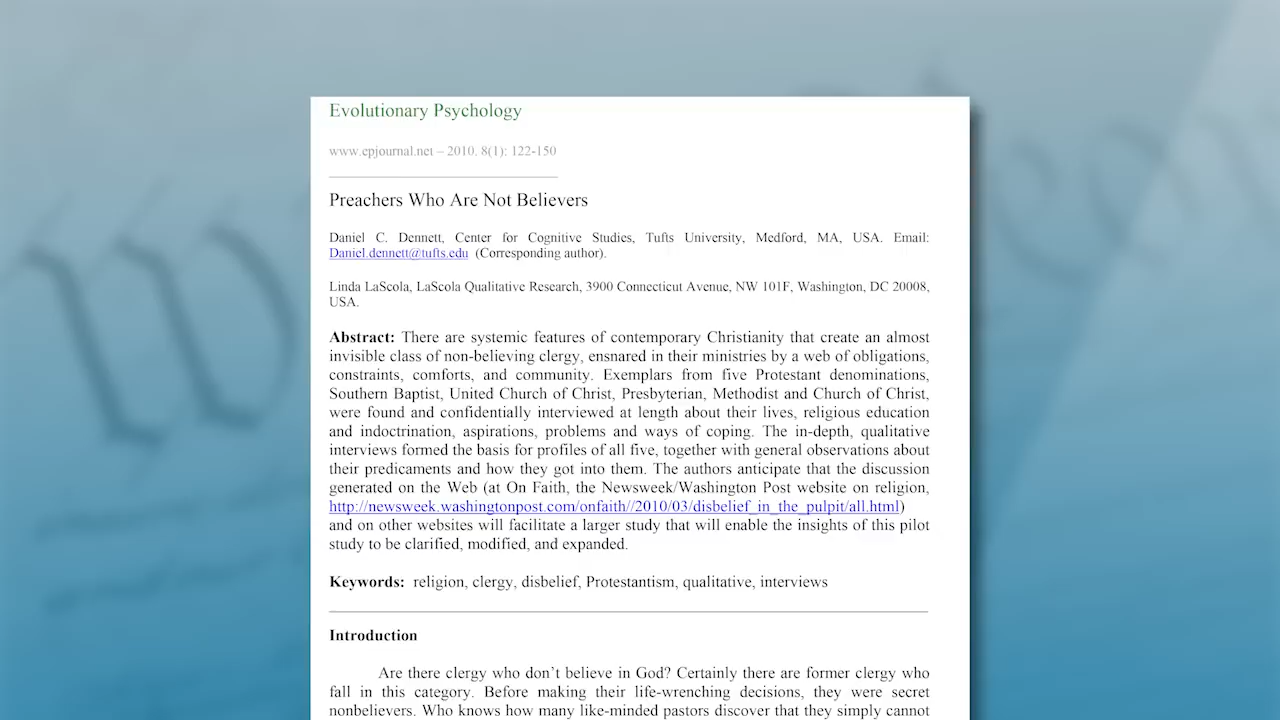 Evolutionary Psychology
www.epjournal.net – 2010. 8(1): 122-150
Preachers Who Are Not Believers
Daniel C. Dennett, Center for Cognitive Studies, Tufts University, Medford, MA, USA. Email:
Daniel.dennett@tufts.edu (Corresponding author).
Linda LaScola, LaScola Qualitative Research, 3900 Connecticut Avenue, NW 101F, Washington, DC 20008,
USA.
Abstract: There are systemic features of contemporary Christianity that create an almost
invisible class of non-believing clergy, ensnared in their ministries by a web of obligations,
constraints, comforts, and community. Exemplars from five Protestant denominations,
Southern Baptist, United Church of Christ, Presbyterian, Methodist and Church of Christ,
were found and confidentially interviewed at length about their lives, religious education
and indoctrination, aspirations, problems and ways of coping. The in-depth, qualitative
interviews formed the basis for profiles of all five, together with general observations about
their predicaments and how they got into them. The authors anticipate that the discussion
generated on the Web (at On Faith, the Newsweek/Washington Post website on religion,
http://newsweek.washingtonpost.com/onfaith//2010/03/disbelief_in_the_pulpit/all.html)
and on other websites will facilitate a larger study that will enable the insights of this pilot
study to be clarified, modified, and expanded.
Keywords: religion, clergy, disbelief, Protestantism, qualitative, interviews
Introduction
Are there clergy who don't believe in God? Certainly there are former clergy who
fall in this category. Before making their life-wrenching decisions, they were secret
nonbelievers. Who knows how many like-minded pastors discover that they simply cannot